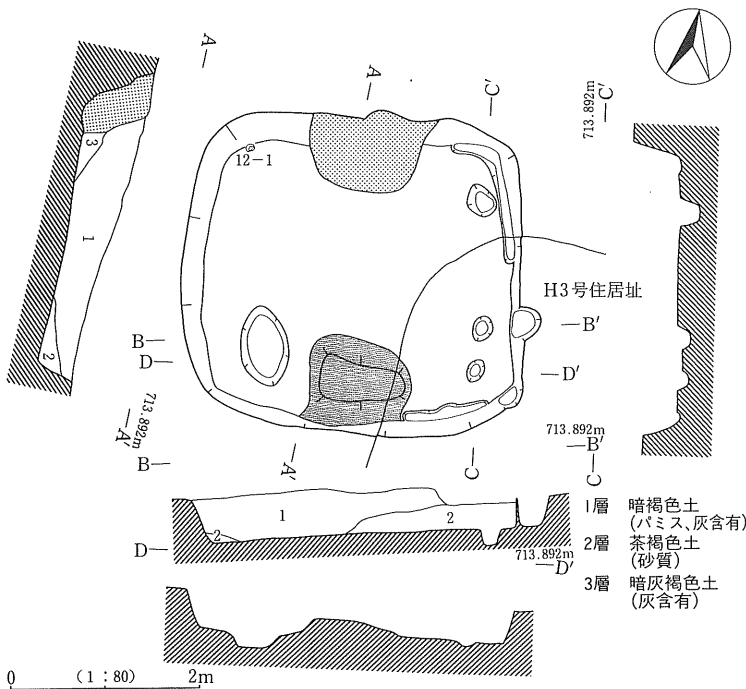 A
A
C'
713.892m
C'
12-1
3
1
2
H3号住居址
B
B'
D
D'
713.892m
A'
A'
C
713.892m
B'
C
B
1
2
2
D
713.892m
D'
1層 暗褐色土
(パミス、灰含有)
2層 茶褐色土
(砂質)
3層 暗灰褐色土
(灰含有)
0 (1:80) 2m